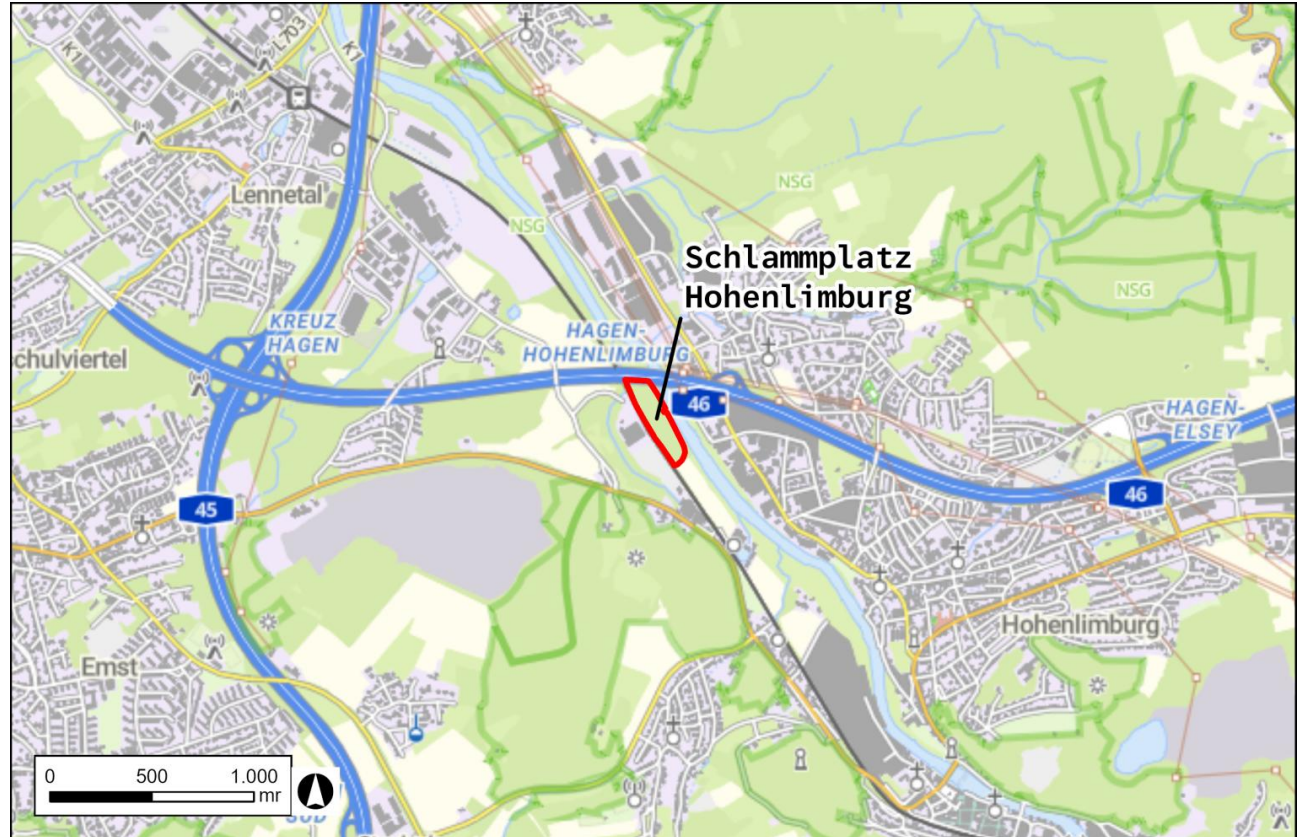 K1
L703
K1
Lennetal
NSG
NSG
NSG
Schlammplatz
Hohenlimburg
KREUZ
HAGEN
HAGEN-
HOHENLIMBURG
chulviertel
46
HAGEN-
ELSEY
46
45
Hohenlimburg
Emst
0 500 1.000
mr
SÜD